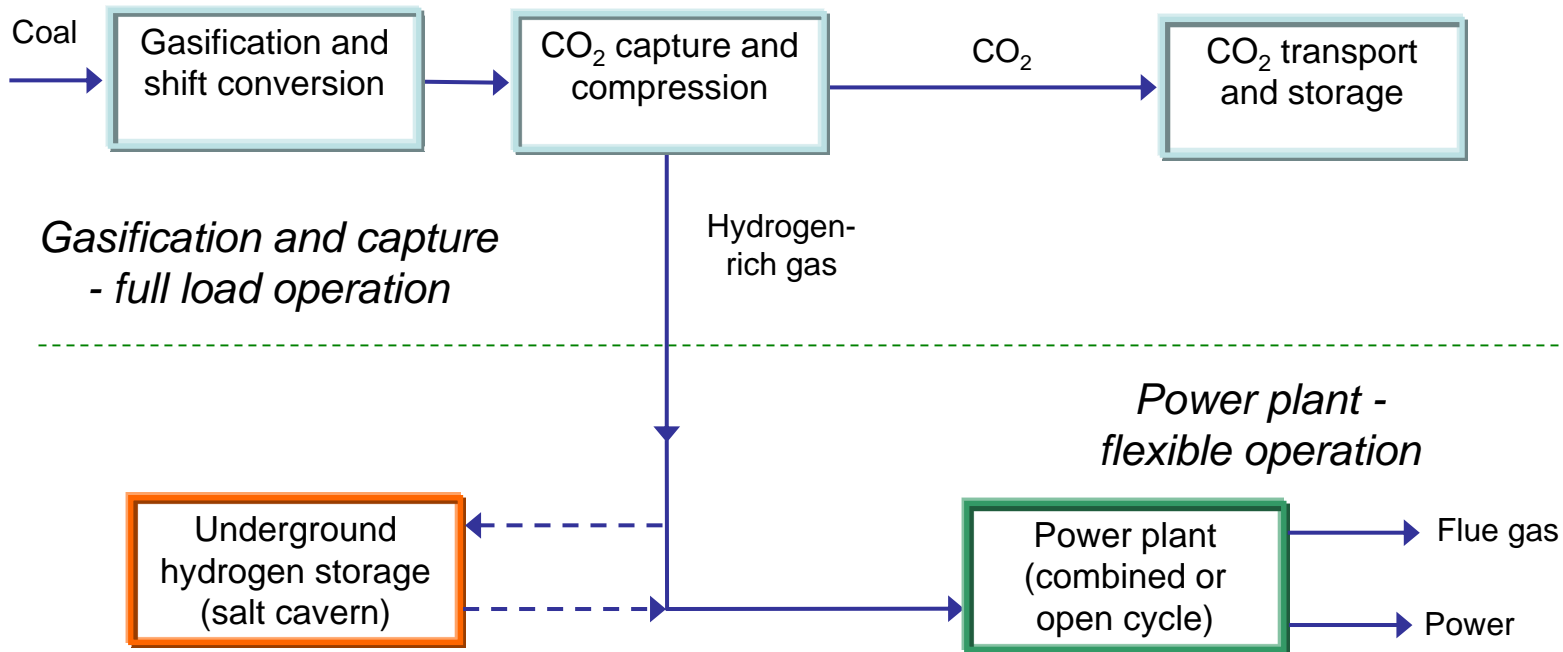 Coal
Gasification and
shift conversion
CO₂ capture and
compression
CO₂
CO₂ transport
and storage
Gasification and capture
- full load operation
Hydrogen-
rich gas
Power plant -
flexible operation
Underground
hydrogen storage
(salt cavern)
Power plant
(combined or
open cycle)
Flue gas
Power